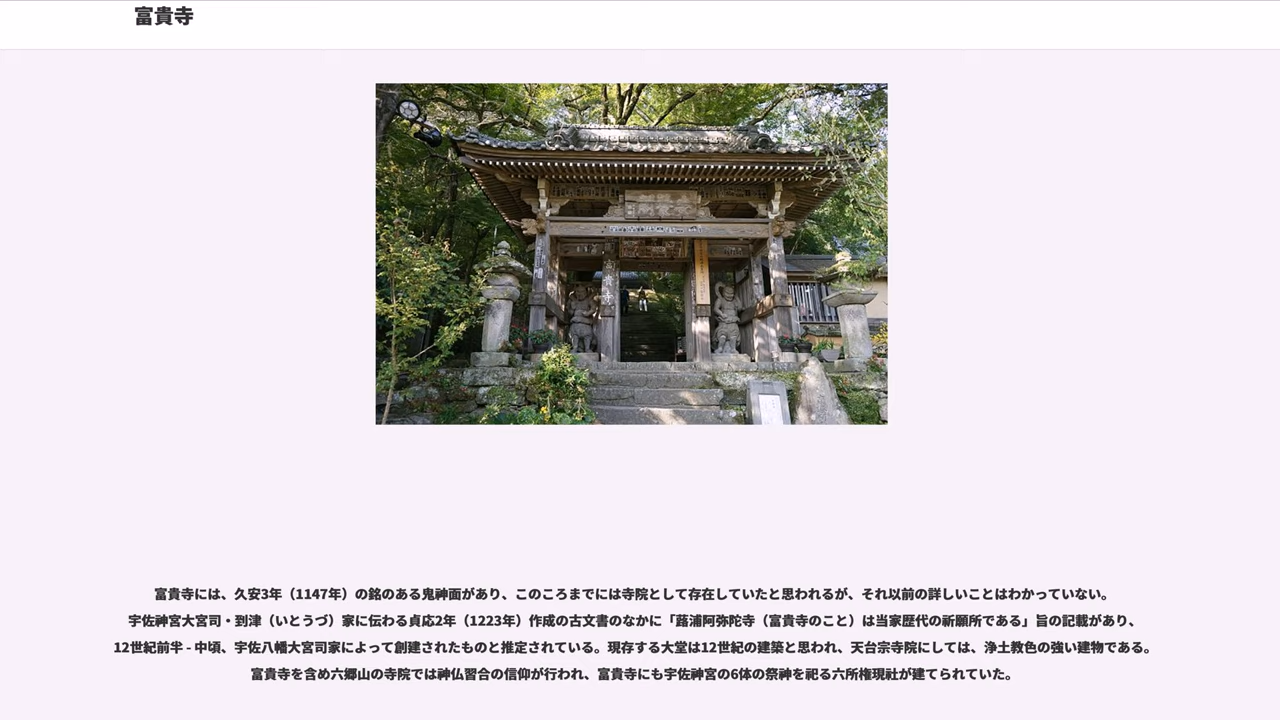 富貴寺
富貴寺
富貴寺には、久安3年（1147年）の銘のある鬼神面があり、このころまでには寺院として存在していたと思われるが、それ以前の詳しいことはわかっていない。
宇佐神宮大宮司・到津（いとうづ）家に伝わる貞応2年（1223年）作成の古文書のなかに「蕗浦阿弥陀寺（富貴寺のこと）は当家歴代の祈願所である」旨の記載があり、
12世紀前半 - 中頃、宇佐八幡大宮司家によって創建されたものと推定されている。現存する大堂は12世紀の建築と思われ、天台宗寺院にしては、浄土教色の強い建物である。
富貴寺を含め六郷山の寺院では神仏習合の信仰が行われ、富貴寺にも宇佐神宮の6体の祭神を祀る六所権現社が建てられていた。